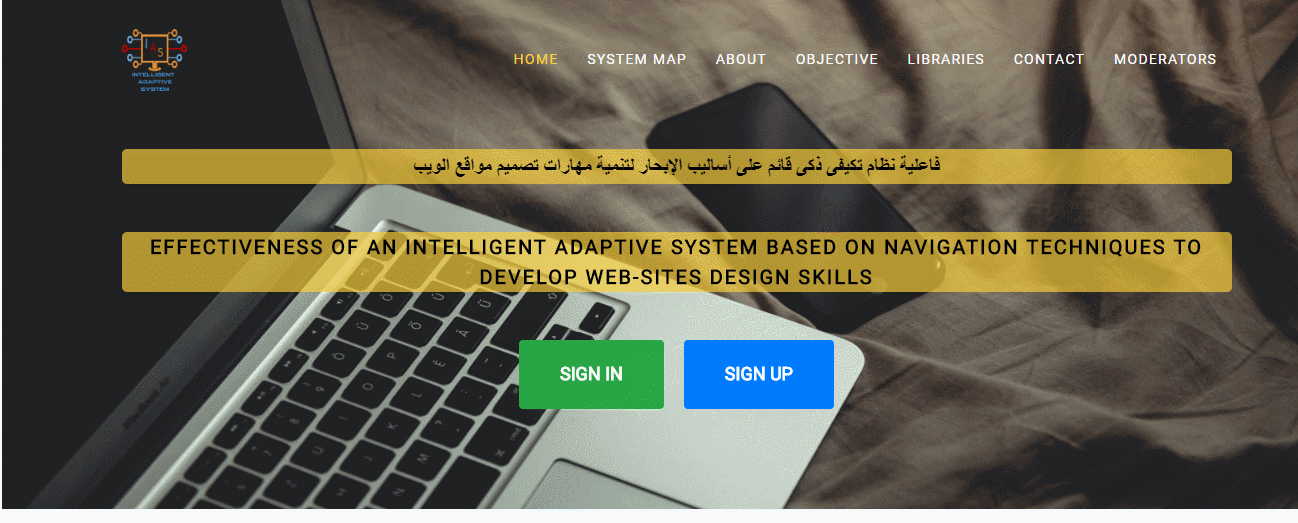 IAS
INTELLIGENT
ADAPTIVE
SYSTEM
HOME SYSTEM MAP ABOUT OBJECTIVE LIBRARIES CONTACT MODERATORS
فاعلية نظام تكيفى ذكى قائم على أساليب الإبحار لتنمية مهارات تصميم مواقع الويب
EFFECTIVENESS OF AN INTELLIGENT ADAPTIVE SYSTEM BASED ON NAVIGATION TECHNIQUES TO
DEVELOP WEB-SITES DESIGN SKILLS
SIGN IN SIGN UP